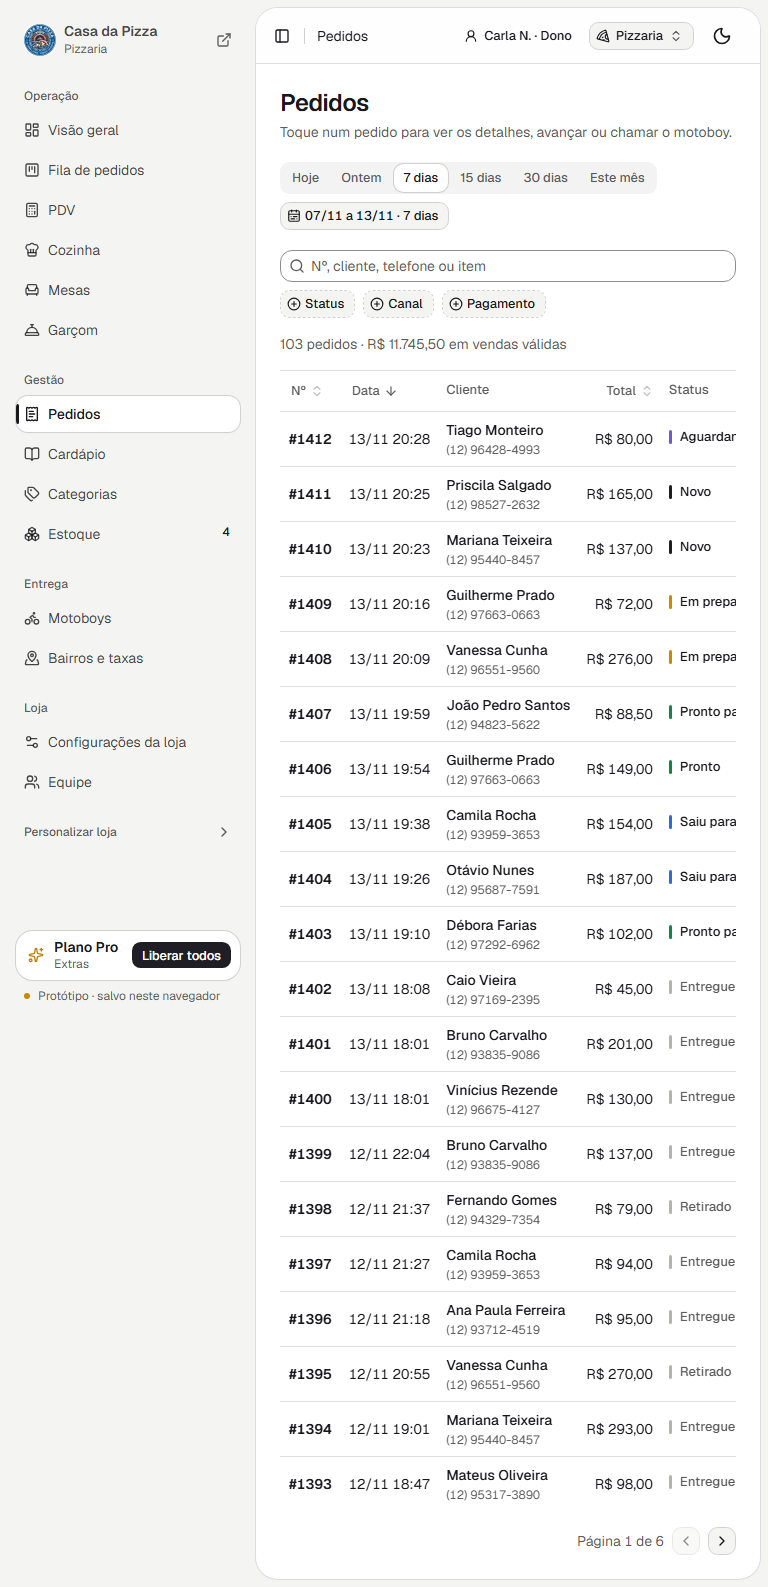 Casa da Pizza
Pizzaria
Operação
Visão geral
Fila de pedidos
PDV
Cozinha
Mesas
Garçom
Gestão
Pedidos
Cardápio
Categorias
Estoque 4
Entrega
Motoboys
Bairros e taxas
Loja
Configurações da loja
Equipe
Personalizar loja
Plano Pro
Extras
Liberar todos
Protótipo · salvo neste navegador
Pedidos
Carla N. · Dono
Pizzaria
Pedidos
Toque num pedido para ver os detalhes, avançar ou chamar o motoboy.
Hoje Ontem 7 dias 15 dias 30 dias Este mês
07/11 a 13/11 · 7 dias
Nº, cliente, telefone ou item
Status Canal Pagamento
103 pedidos · R$ 11.745,50 em vendas válidas
Nº Data Cliente Total Status
#1412 13/11 20:28 Tiago Monteiro R$ 80,00 Aguardar
(12) 96428-4993
#1411 13/11 20:25 Priscila Salgado R$ 165,00 Novo
(12) 98527-2632
#1410 13/11 20:23 Mariana Teixeira R$ 137,00 Novo
(12) 95440-8457
#1409 13/11 20:16 Guilherme Prado R$ 72,00 Em prepa
(12) 97663-0663
#1408 13/11 20:09 Vanessa Cunha R$ 276,00 Em prepa
(12) 96551-9560
#1407 13/11 19:59 João Pedro Santos R$ 88,50 Pronto pa
(12) 94823-5622
#1406 13/11 19:54 Guilherme Prado R$ 149,00 Pronto
(12) 97663-0663
#1405 13/11 19:38 Camila Rocha R$ 154,00 Saiu para
(12) 93959-3653
#1404 13/11 19:26 Otávio Nunes R$ 187,00 Saiu para
(12) 95687-7591
#1403 13/11 19:10 Débora Farias R$ 102,00 Pronto pa
(12) 97292-6962
#1402 13/11 18:08 Caio Vieira R$ 45,00 Entregue
(12) 97169-2395
#1401 13/11 18:01 Bruno Carvalho R$ 201,00 Entregue
(12) 93835-9086
#1400 13/11 18:01 Vinícius Rezende R$ 130,00 Entregue
(12) 96675-4127
#1399 12/11 22:04 Bruno Carvalho R$ 137,00 Entregue
(12) 93835-9086
#1398 12/11 21:37 Fernando Gomes R$ 79,00 Retirado
(12) 94329-7354
#1397 12/11 21:27 Camila Rocha R$ 94,00 Entregue
(12) 93959-3653
#1396 12/11 21:18 Ana Paula Ferreira R$ 95,00 Entregue
(12) 93712-4519
#1395 12/11 20:55 Vanessa Cunha R$ 270,00 Retirado
(12) 96551-9560
#1394 12/11 19:01 Mariana Teixeira R$ 293,00 Entregue
(12) 95440-8457
#1393 12/11 18:47 Mateus Oliveira R$ 98,00 Entregue
(12) 95317-3890
Página 1 de 6